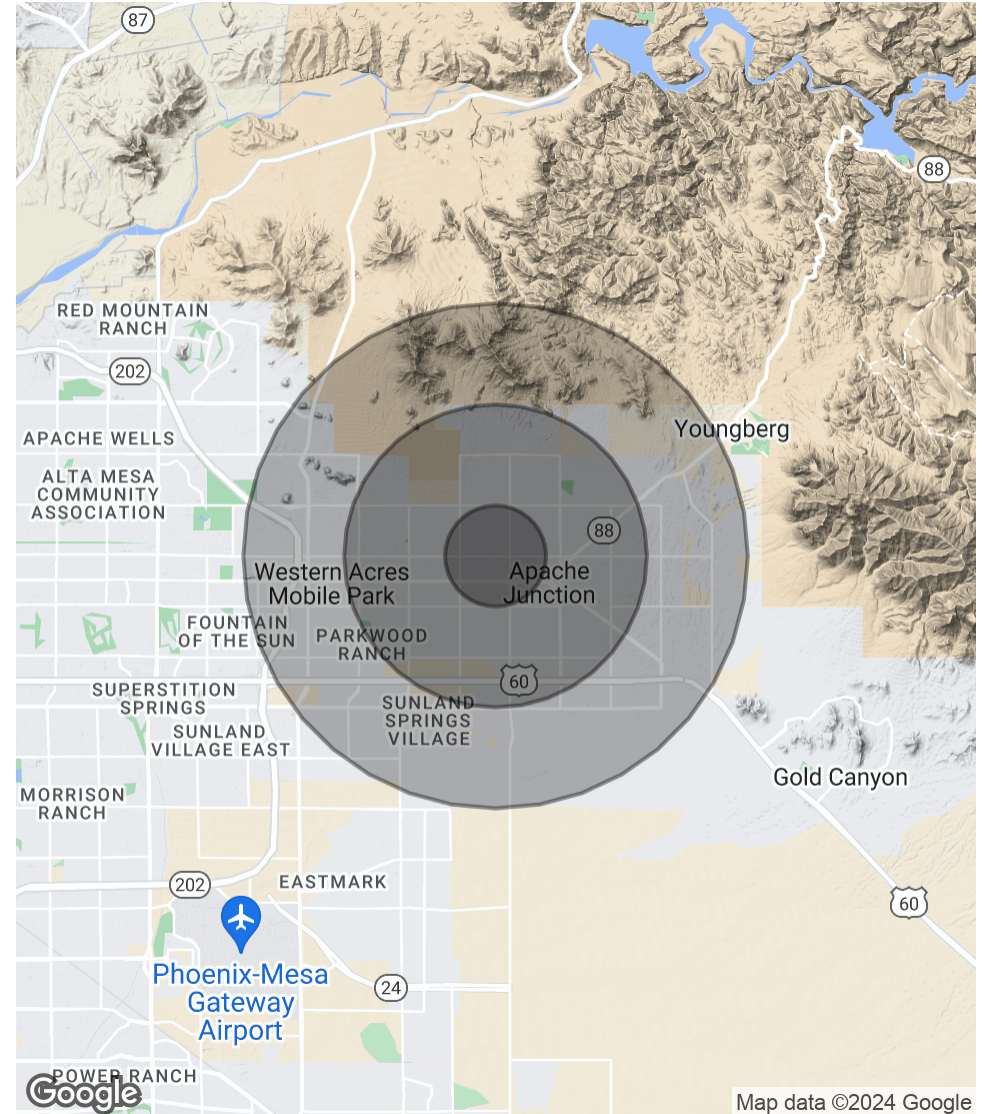 87
88
RED MOUNTAIN
RANCH
202
APACHE WELLS
Youngberg
ALTA MESA
COMMUNITY
ASSOCIATION
88
Western Acres
Mobile Park
Apache
Junction
FOUNTAIN
OF THE SUN
PARKWOOD
RANCH
60
SUPERSTITION
SPRINGS
SUNLAND
SPRINGS
VILLAGE
SUNLAND
VILLAGE EAST
Gold Canyon
MORRISON
RANCH
202
EASTMARK
60
Phoenix-Mesa
Gateway
Airport
24
POWER RANCH
Google
Map data ©2024 Google